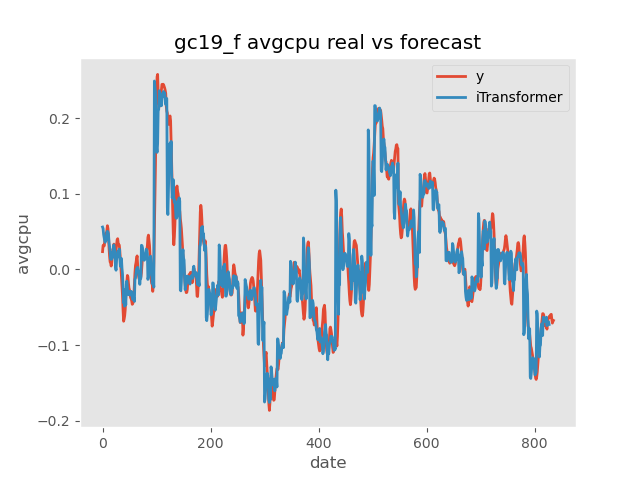 gc19_f avgcpu real vs forecast
y
iTransformer
avgcpu
0.2
0.1
0.0
−0.1
−0.2
0 200 400 600 800
date